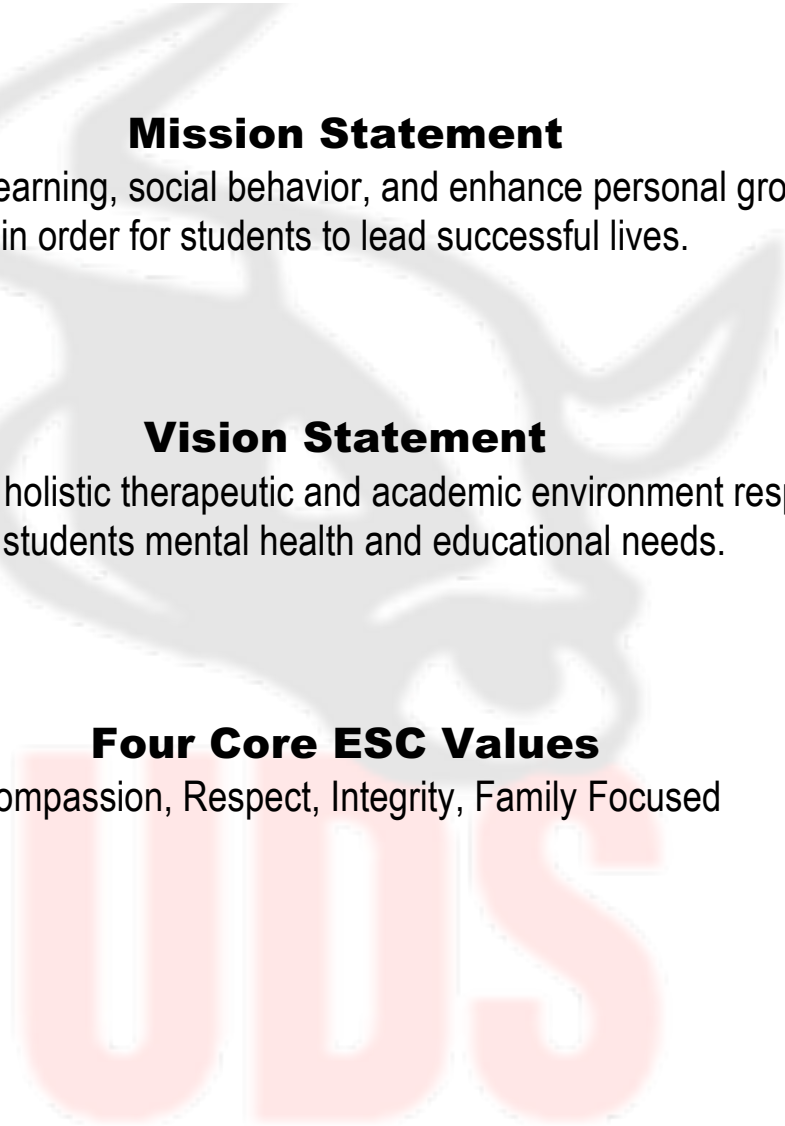 Mission Statement
earning, social behavior, and enhance personal gro
in order for students to lead successful lives.
Vision Statement
holistic therapeutic and academic environment resp
students mental health and educational needs.
Four Core ESC Values
ompassion, Respect, Integrity, Family Focused
UDS